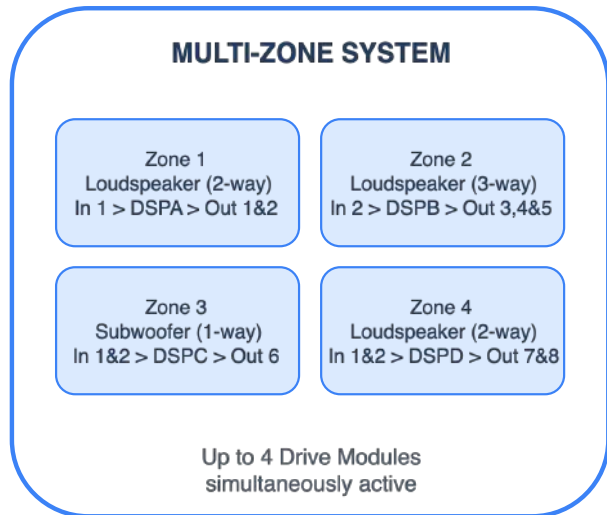 MULTI-ZONE SYSTEM
Zone 1
Loudspeaker (2-way)
In 1 > DSPA > Out 1&2
Zone 2
Loudspeaker (3-way)
In 2 > DSPB > Out 3,4&5
Zone 3
Subwoofer (1-way)
In 1&2 > DSPC > Out 6
Zone 4
Loudspeaker (2-way)
In 1&2 > DSPD > Out 7&8
Up to 4 Drive Modules
simultaneously active